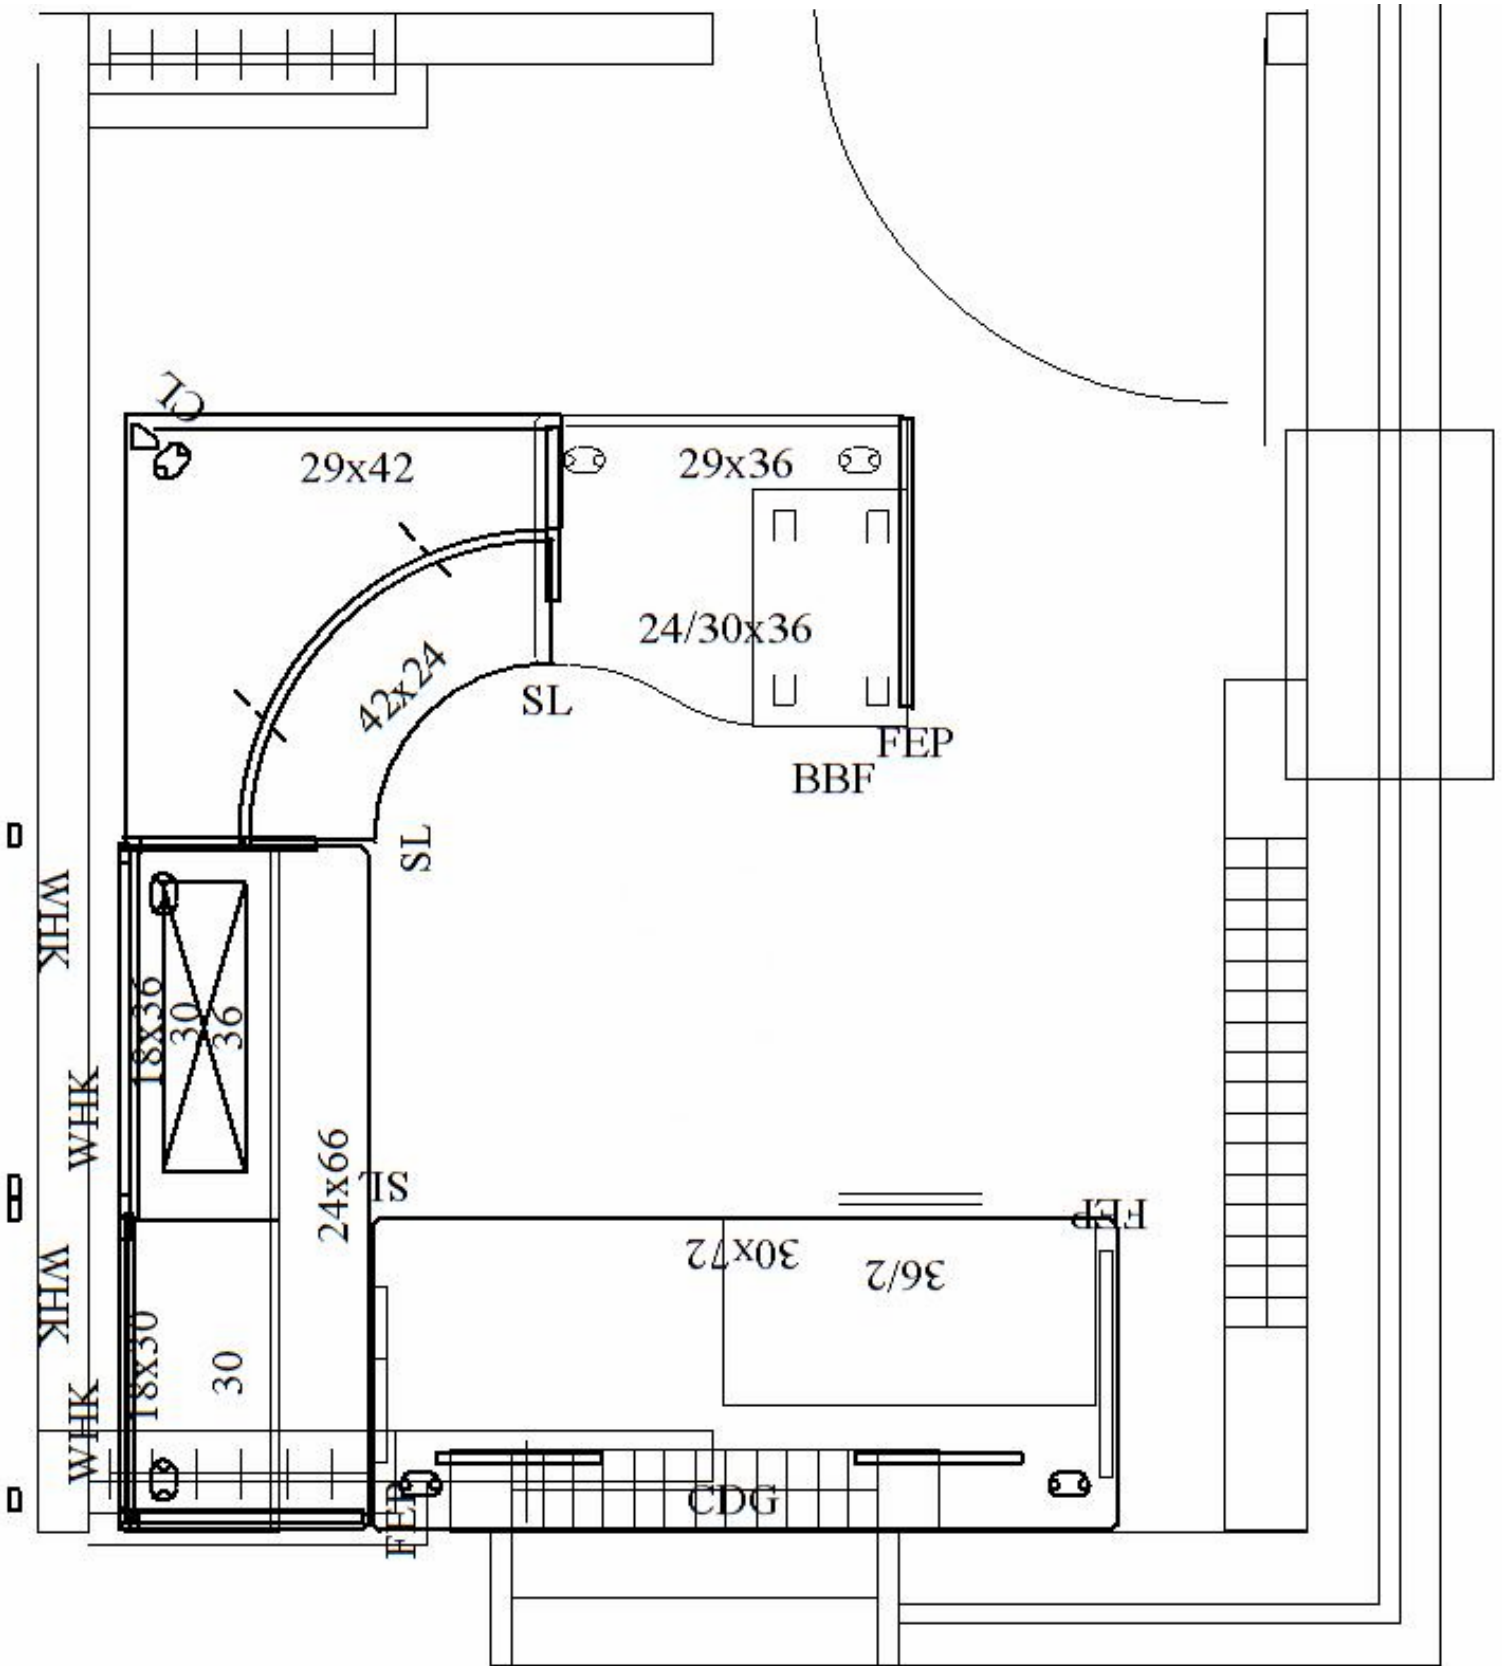 CL
29x42
29x36
24/30x36
42x24
SL
FEP
BBF
SL
WHK
18x36
30
36
WHK
24x66
SL
FEP
30x72
36/2
WHK
18x30
30
WHK
CDG
FEP